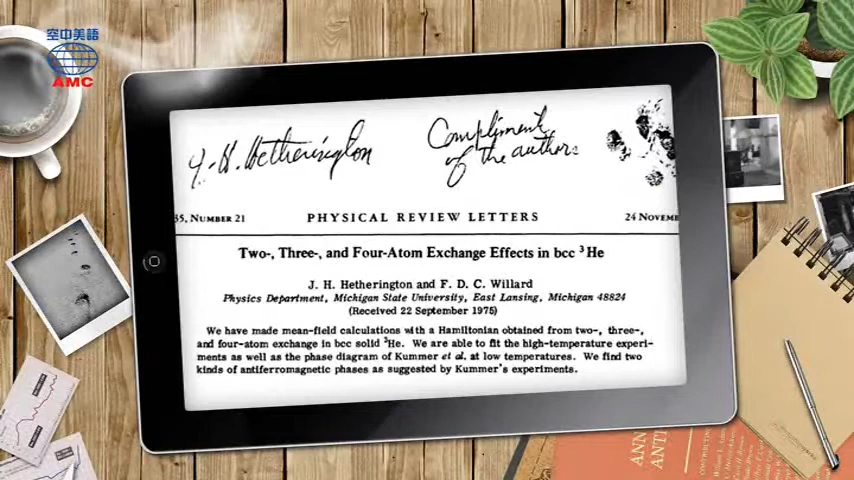 空中美語
AMC
J. H. Hetherington
Compliment
of the authors
35, NUMBER 21
PHYSICAL REVIEW LETTERS
24 NOVEME
Two-, Three-, and Four-Atom Exchange Effects in bcc ³He
J. H. Hetherington and F. D. C. Willard
Physics Department, Michigan State University, East Lansing, Michigan 48824
(Received 22 September 1975)
We have made mean-field calculations with a Hamiltonian obtained from two-, three-,
and four-atom exchange in bcc solid ³He. We are able to fit the high-temperature experi-
ments as well as the phase diagram of Kummer et al. at low temperatures. We find two
kinds of antiferromagnetic phases as suggested by Kummer's experiments.
ANN
ANTI